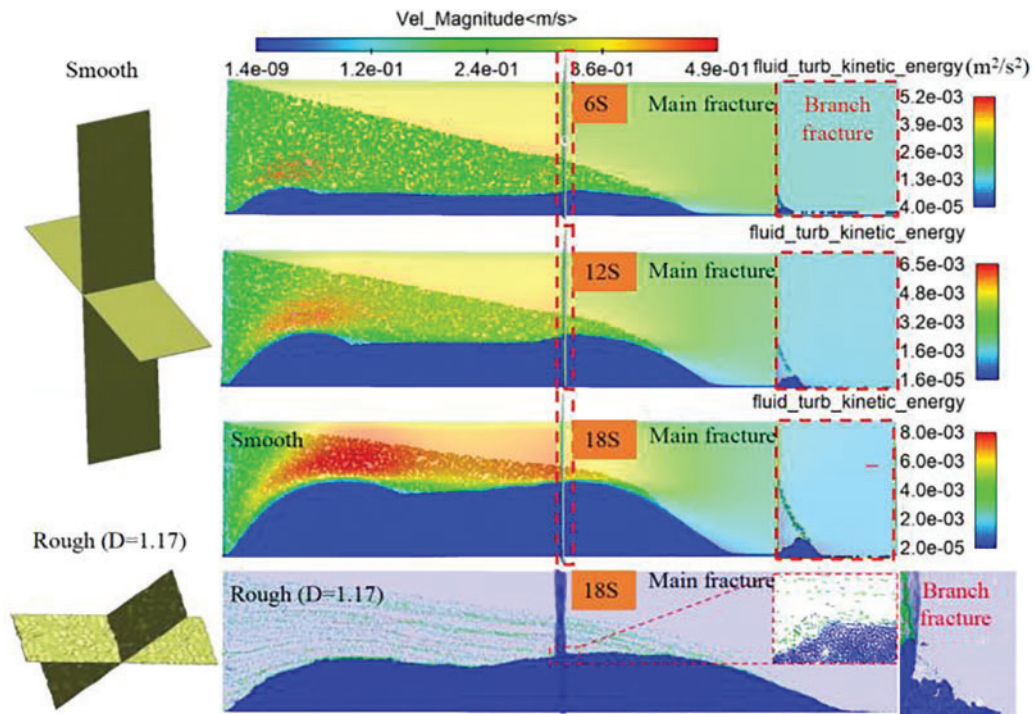 Vel_Magnitude<m/s>
Smooth
1.4e-09 1.2e-01 2.4e-01 3.6e-01 4.9e-01
fluid_turb_kinetic_energy (m²/s²)
6S Main fracture Branch
fracture
5.2e-03
3.9e-03
2.6e-03
1.3e-03
4.0e-05
fluid_turb_kinetic_energy
12S Main fracture
6.5e-03
4.8e-03
3.2e-03
1.6e-03
1.6e-05
fluid_turb_kinetic_energy
Smooth 18S Main fracture
8.0e-03
6.0e-03
4.0e-03
2.0e-03
2.0e-05
Rough (D=1.17)
Rough (D=1.17) 18S Main fracture Branch
fracture